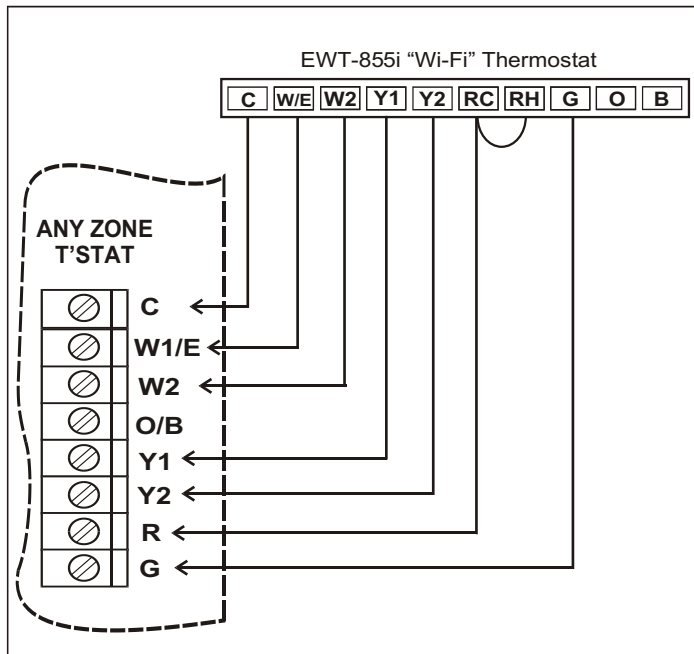 EWT-855i “Wi-Fi” Thermostat
C W/E W2 Y1 Y2 RC RH G O B
ANY ZONE
T’STAT
C
W1/E
W2
O/B
Y1
Y2
R
G